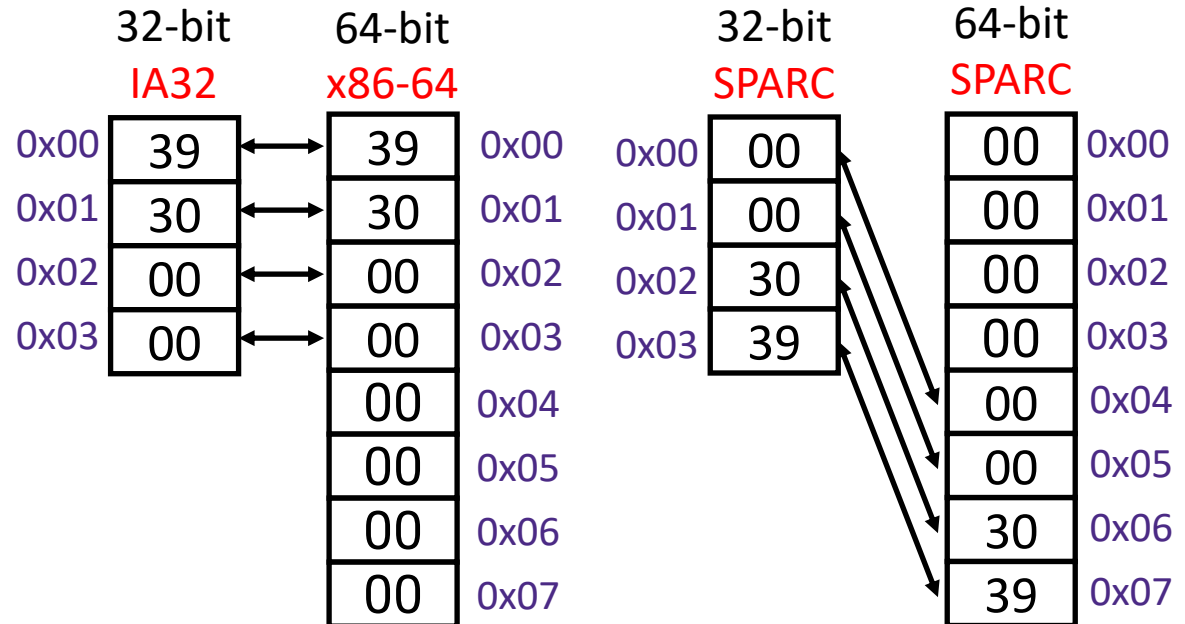 32-bit 64-bit 32-bit 64-bit
IA32 x86-64 SPARC SPARC
0x00 39 39 0x00 0x00 00 00 0x00
0x01 30 30 0x01 0x01 00 00 0x01
0x02 00 00 0x02 0x02 30 00 0x02
0x03 00 00 0x03 0x03 39 00 0x03
00 0x04 00 0x04
00 0x05 00 0x05
00 0x06 30 0x06
00 0x07 39 0x07